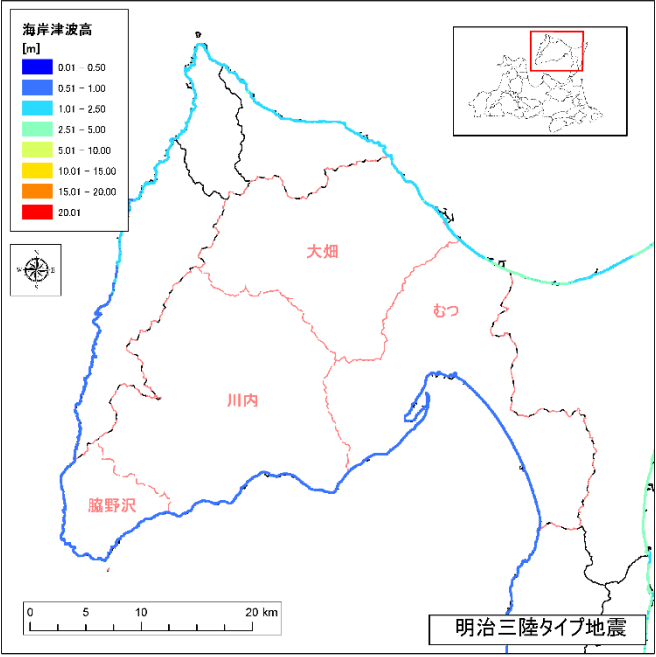 海岸津波高
[m]
0.01 - 0.50
0.51 - 1.00
1.01 - 2.50
2.51 - 5.00
5.01 - 10.00
10.01 - 15.00
15.01 - 20.00
20.01
N
W E
S
大畑
むつ
川内
脇野沢
0 5 10 20 km
明治三陸タイプ地震